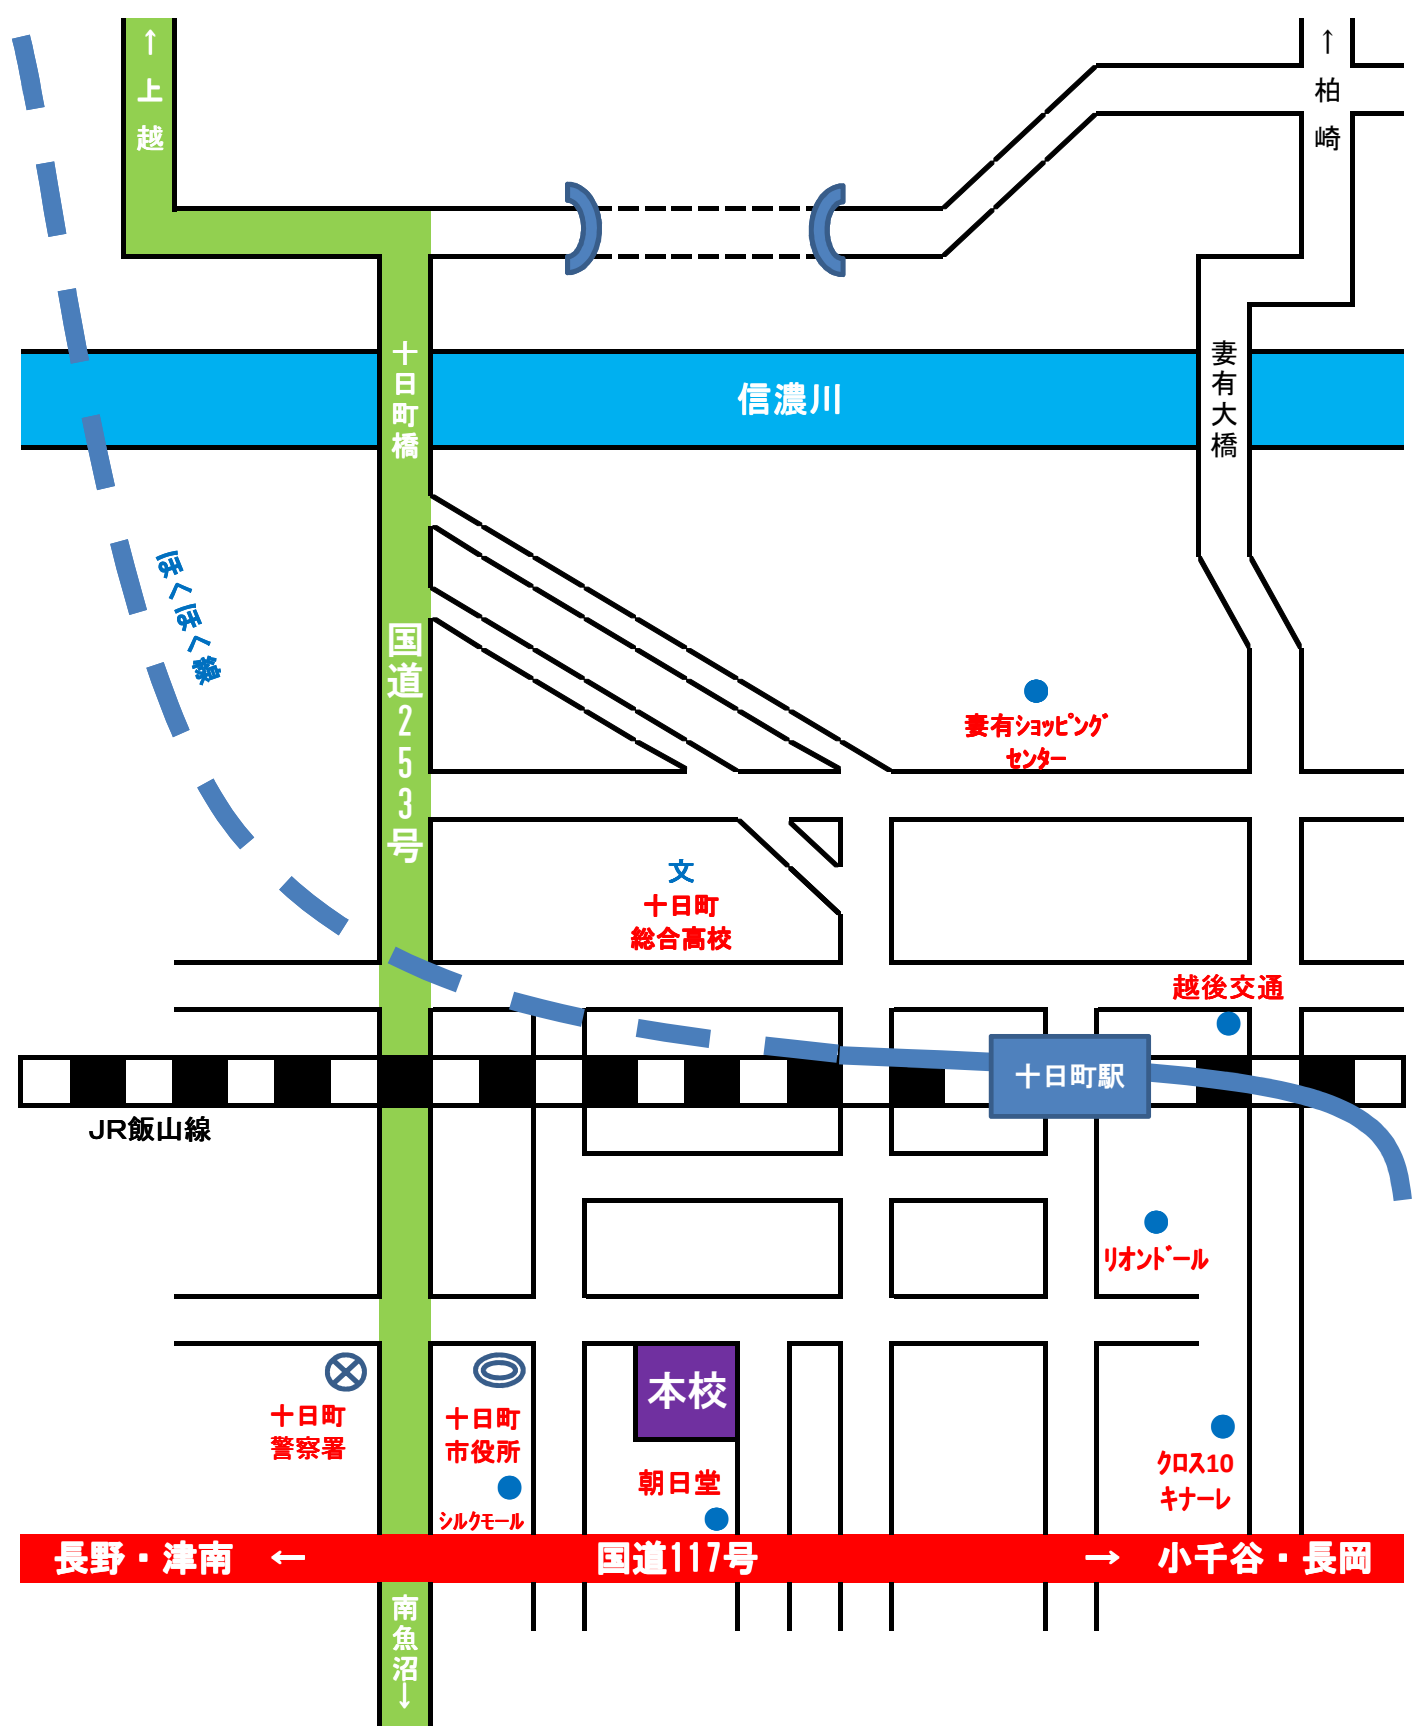 ↑上越
↑柏崎
十日町橋
信濃川
妻有大橋
ほくほく線
国道253号
妻有ｼｮｯﾋﾟﾝｸﾞ
センター
文
十日町
総合高校
越後交通
十日町駅
JR飯山線
ﾘｵﾝﾄﾞｰﾙ
本校
十日町
警察署
十日町
市役所
朝日堂
ｸﾛｽ10
キナーレ
シルクモール
長野・津南 ←
国道117号
→ 小千谷・長岡
南魚沼→